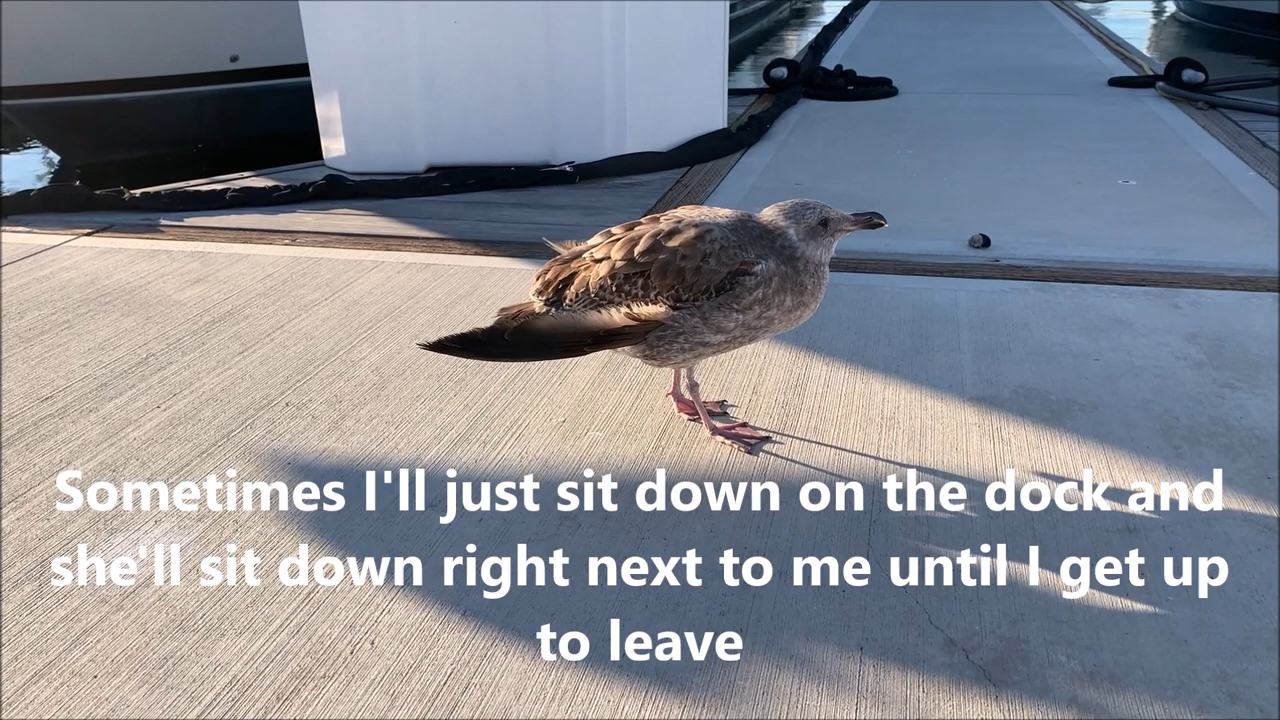 Sometimes I'll just sit down on the dock and
she'll sit down right next to me until I get up
to leave